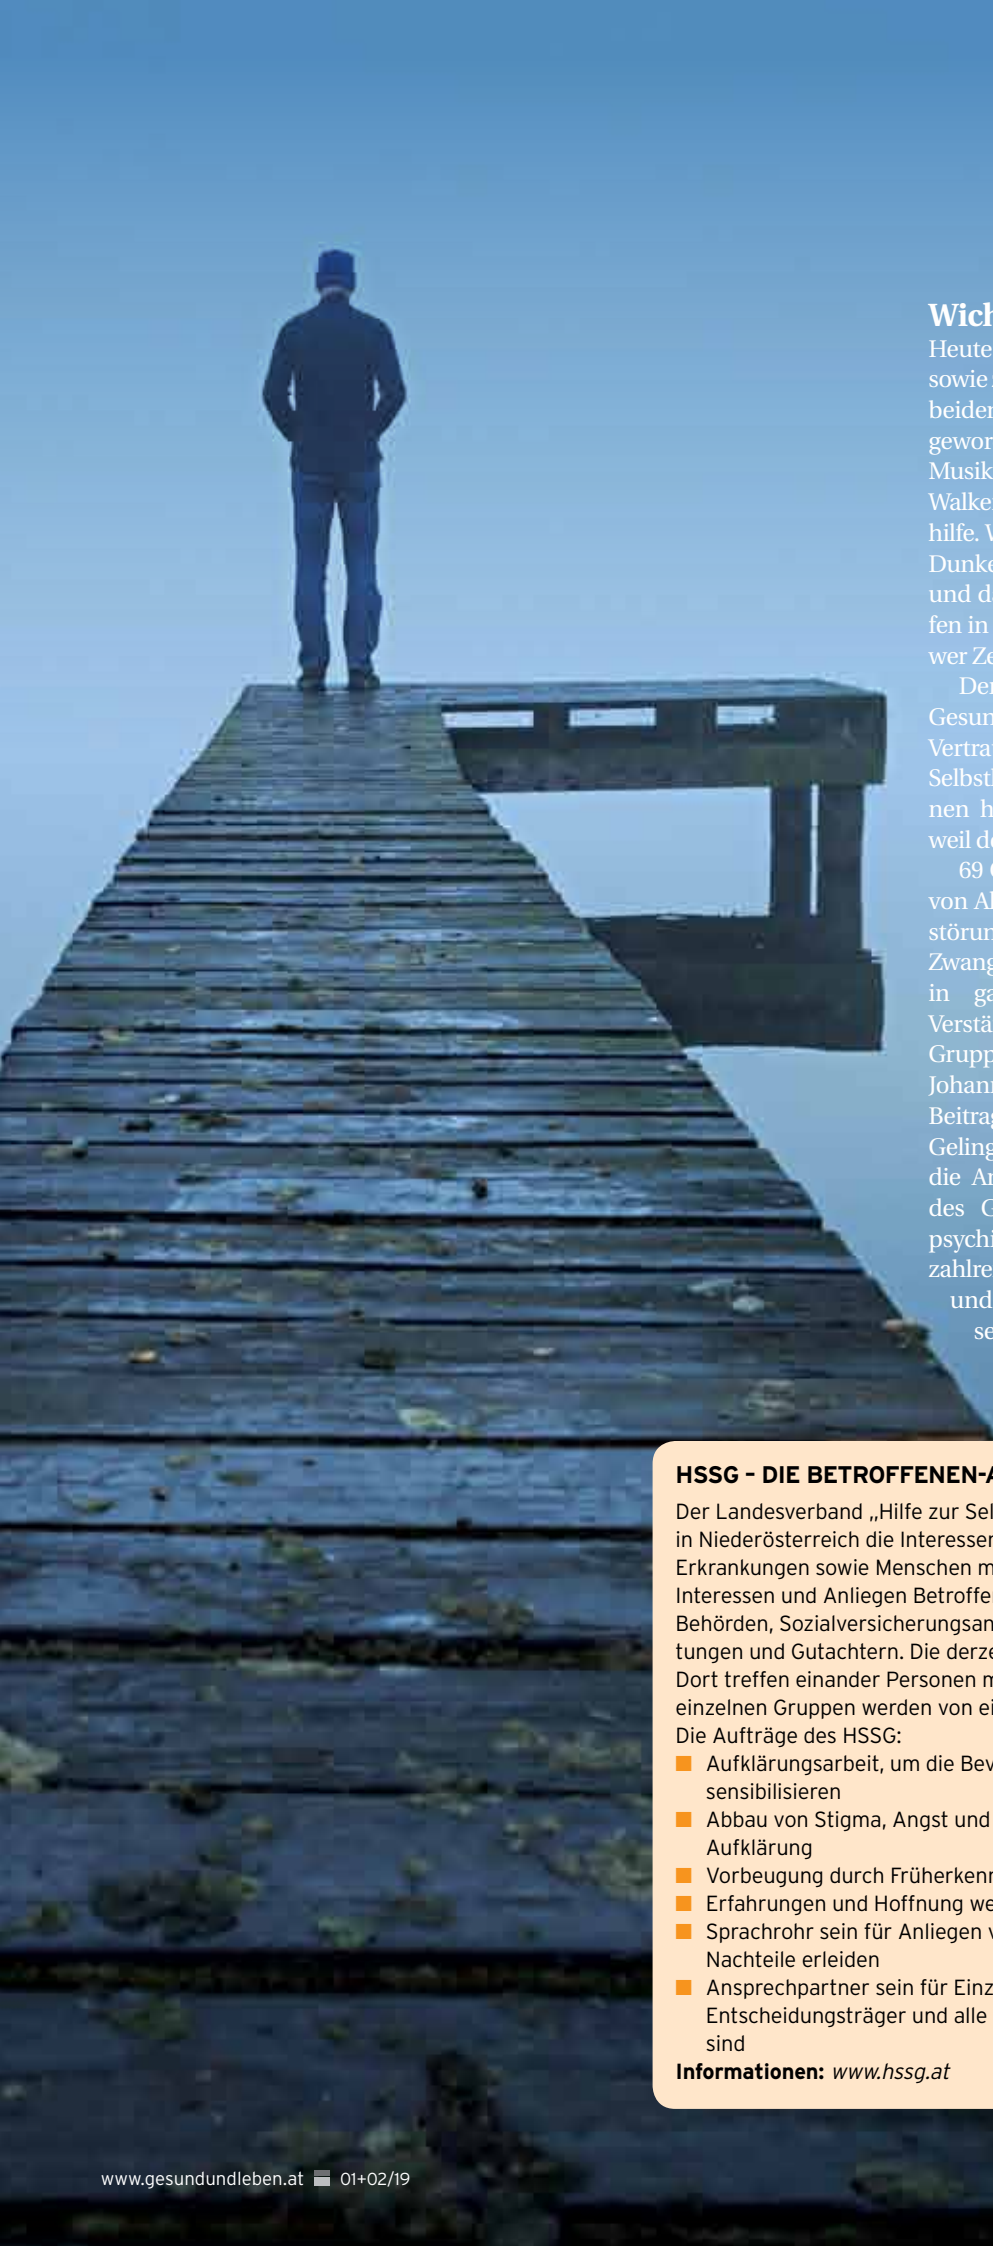 Wich
Heute
sowie
beider
gewor
Musik
Walke
hilfe. W
Dunke
und d
fen in
wer Ze
Der
Gesun
Vertra
Selbst
nen h
weil de
69
von Al
störun
Zwang
in ga
Verstä
Grupp
Johann
Beitrag
Geling
die Ar
des G
psychi
zahlre
und
se
HSSG – DIE BETROFFENEN-A
Der Landesverband „Hilfe zur Sel
in Niederösterreich die Interessen
Erkrankungen sowie Menschen m
Interessen und Anliegen Betroffe
Behörden, Sozialversicherungsan
tungen und Gutachtern. Die derze
Dort treffen einander Personen m
einzelnen Gruppen werden von ei
Die Aufträge des HSSG:
■ Aufklärungsarbeit, um die Bev
sensibilisieren
■ Abbau von Stigma, Angst und
Aufklärung
■ Vorbeugung durch Früherkenn
■ Erfahrungen und Hoffnung we
■ Sprachrohr sein für Anliegen v
Nachteile erleiden
■ Ansprechpartner sein für Einz
Entscheidungsträger und alle
sind
Informationen: www.hssg.at
www.gesundundleben.at 01+02/19